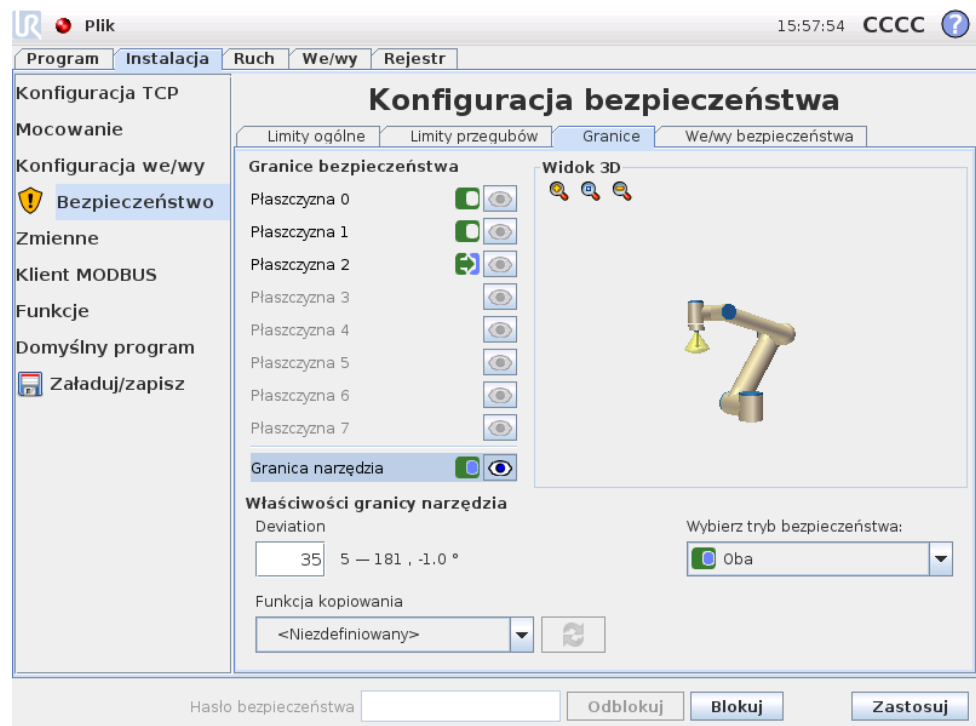 UR Plik 15:57:54 CCCC ?
Program Instalacja Ruch We/wy Rejestr
Konfiguracja TCP
Mocowanie
Konfiguracja we/wy
Bezpieczeństwo
Zmienne
Klient MODBUS
Funkcje
Domyślny program
Załaduj/zapisz
Konfiguracja bezpieczeństwa
Limity ogólne Limity przegubów Granice We/wy bezpieczeństwa
Granice bezpieczeństwa
Płaszczyzna 0
Płaszczyzna 1
Płaszczyzna 2
Płaszczyzna 3
Płaszczyzna 4
Płaszczyzna 5
Płaszczyzna 6
Płaszczyzna 7
Granica narzędzia
Widok 3D
Właściwości granicy narzędzia
Deviation
35 5 — 181 , -1.0 °
Wybierz tryb bezpieczeństwa:
Oba
Funkcja kopiowania
<Niezdefiniowany>
Hasło bezpieczeństwa Odblokuj Blokuj Zastosuj